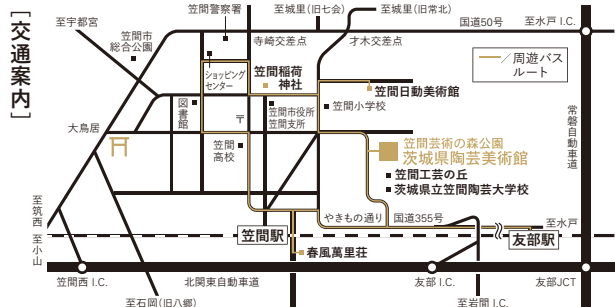 [交通案内]
至宇都宮
笠間警察署
至城里(旧七会)
至城里(旧常北)
国道50号
至水戸 I.C.
笠間市
総合公園
寺崎交差点
才木交差点
/周遊バス
ルート
ショッピング
センター
笠間稲荷
神社
笠間日動美術館
図書館
〒
笠間市役所
笠間支所
笠間小学校
常磐自動車道
大鳥居
笠間
高校
笠間芸術の森公園
茨城県陶芸美術館
笠間工芸の丘
茨城県立笠間陶芸大学校
至筑西
至小山
やきもの通り
国道355号
至水戸
笠間駅
友部駅
春風萬里荘
笠間西 I.C.
北関東自動車道
友部 I.C.
友部JCT
至石岡(旧八郷)
至岩間 I.C.